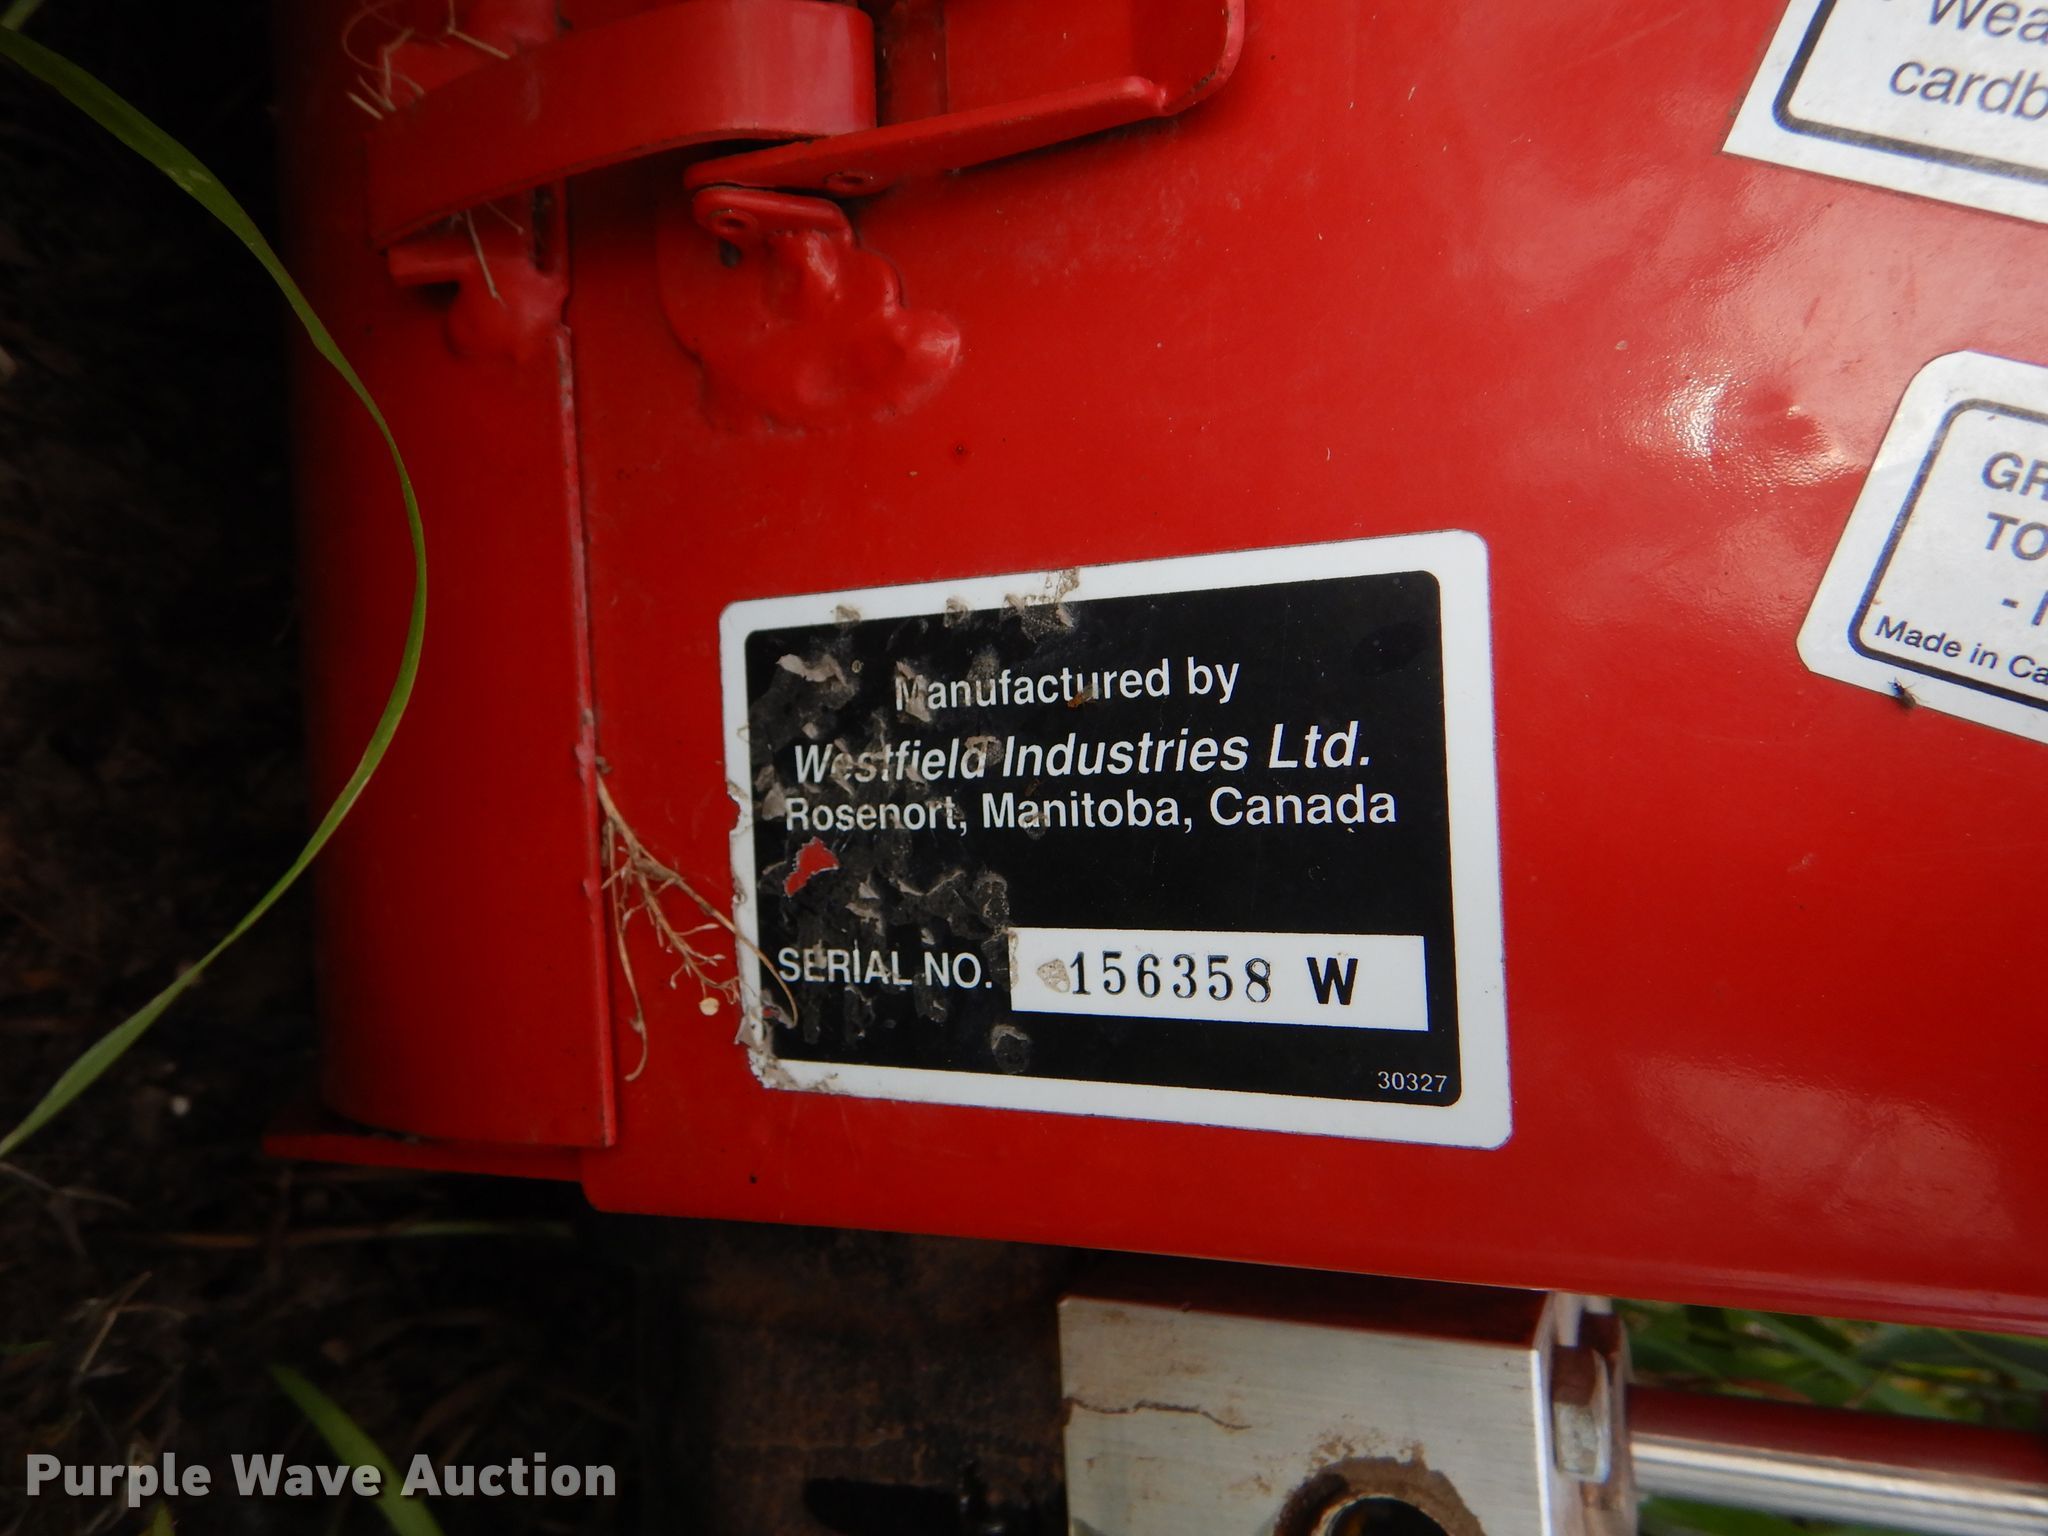 Wea
cardb
GR
TO
-
Made in Ca
Manufactured by
Westfield Industries Ltd.
Rosenort, Manitoba, Canada
SERIAL NO. 156358 W
30327
Purple Wave Auction